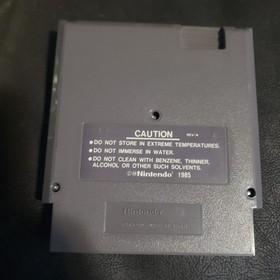 CAUTION
REV-A
●DO NOT STORE IN EXTREME TEMPERATURES.
●DO NOT IMMERSE IN WATER.
●DO NOT CLEAN WITH BENZENE, THINNER,
ALCOHOL OR OTHER SUCH SOLVENTS.
©®Nintendo® 1985
Nintendo